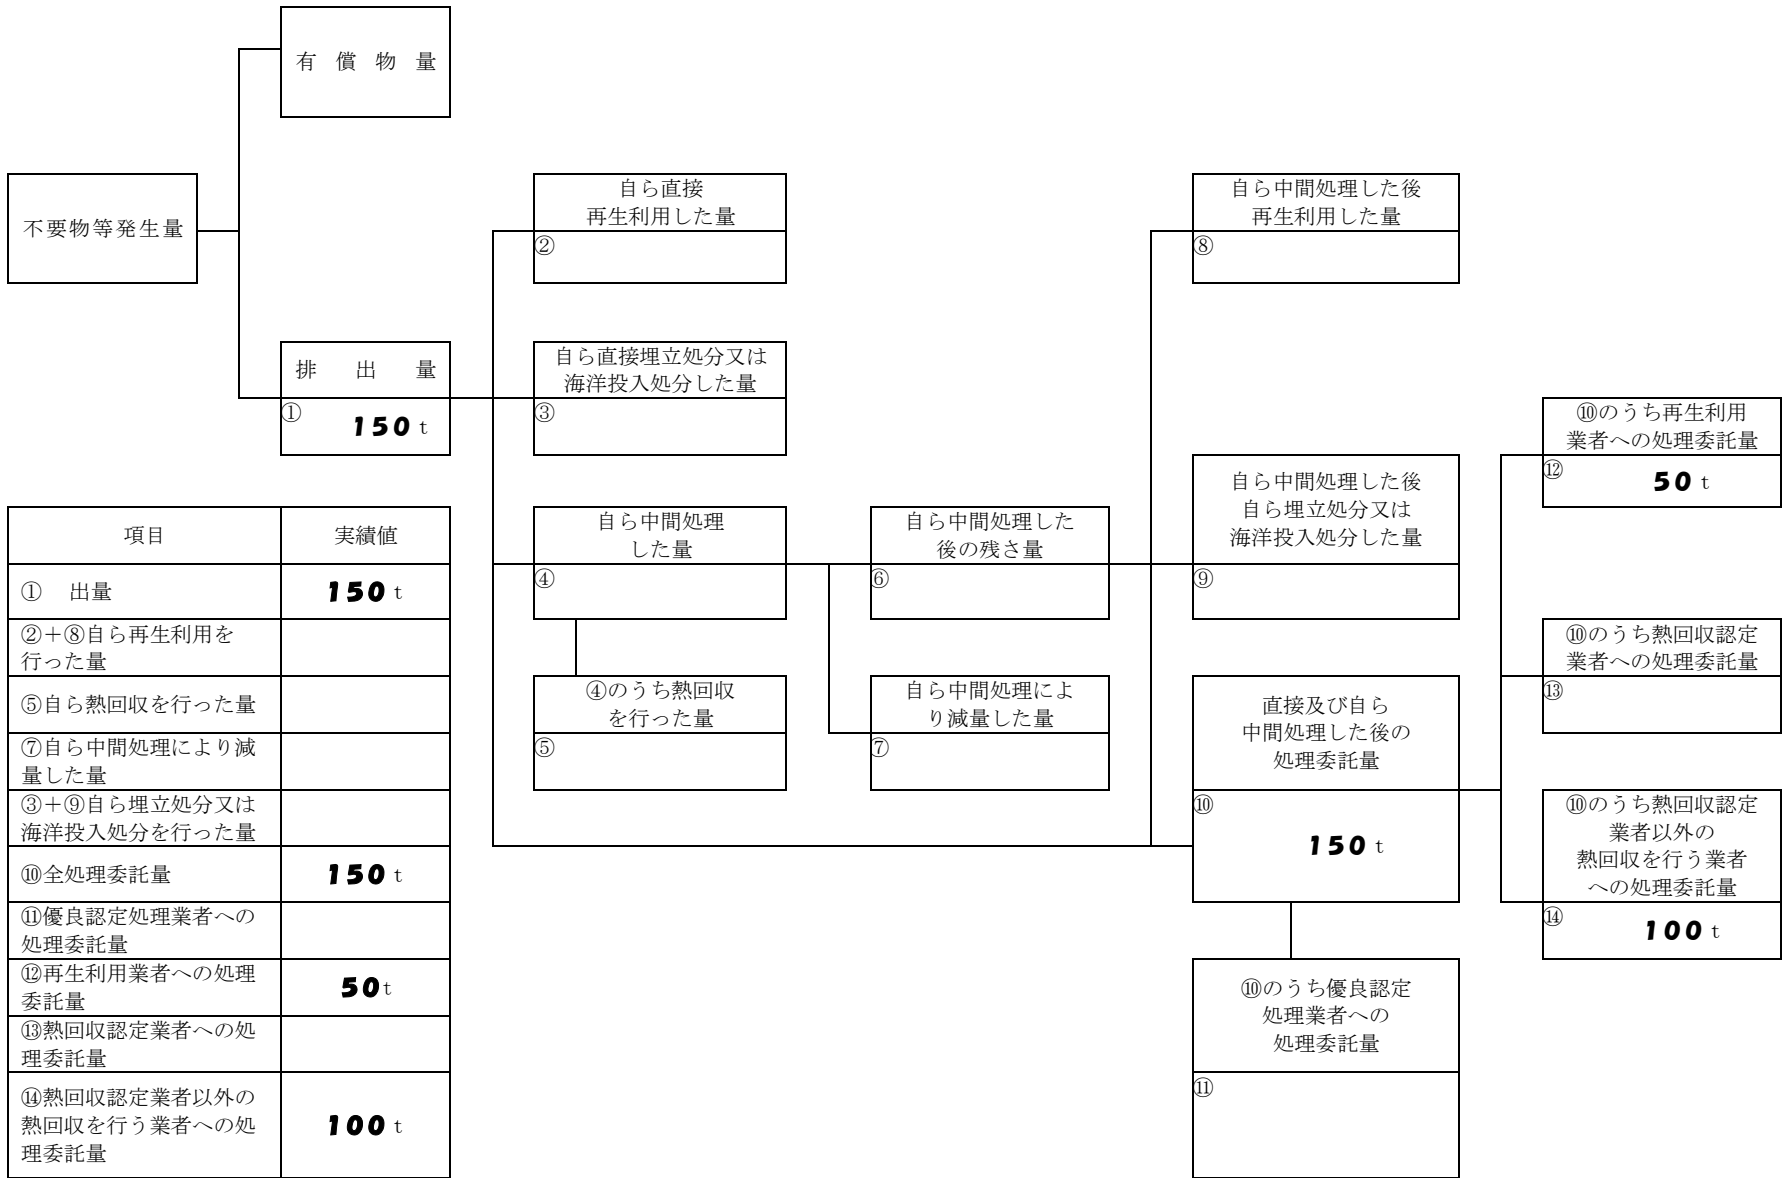 有償物量
不要物等発生量
自ら直接
再生利用した量
②
自ら中間処理した後
再生利用した量
⑧
排出量
① 150 t
自ら直接埋立処分又は
海洋投入処分した量
③
⑩のうち再生利用
業者への処理委託量
⑫ 50 t
自ら中間処理
した量
④
自ら中間処理した
後の残さ量
⑥
自ら中間処理した後
自ら埋立処分又は
海洋投入処分した量
⑨
⑩のうち熱回収認定
業者への処理委託量
⑬
④のうち熱回収
を行った量
⑤
自ら中間処理によ
り減量した量
⑦
直接及び自ら
中間処理した後の
処理委託量
⑩
150 t
⑩のうち熱回収認定
業者以外の
熱回収を行う業者
への処理委託量
⑭ 100 t
⑩のうち優良認定
処理業者への
処理委託量
⑪
項目 実績値
① 出量 150 t
②+⑧自ら再生利用を
行った量
⑤自ら熱回収を行った量
⑦自ら中間処理により減
量した量
③+⑨自ら埋立処分又は
海洋投入処分を行った量
⑩全処理委託量 150 t
⑪優良認定処理業者への
処理委託量
⑫再生利用業者への処理
委託量
50t
⑬熱回収認定業者への処
理委託量
⑭熱回収認定業者以外の
熱回収を行う業者への処
理委託量
100 t